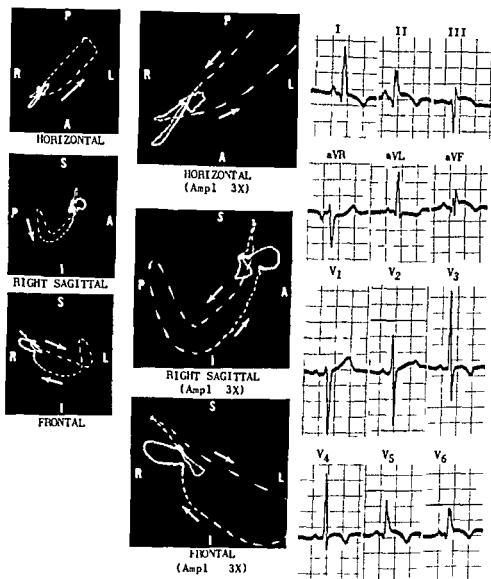 P
R
L
A
HORIZONTAL
S
P
A
I
RIGHT SAGITTAL
S
R
L
I
FRONTAL
P
R
L
A
HORIZONTAL
(Ampl 3X)
S
P
A
I
RIGHT SAGITTAL
(Ampl 3X)
S
R
L
I
FRONTAL
(Ampl 3X)
I II III
aVR aVL aVF
V1 V2 V3
V4 V5 V6